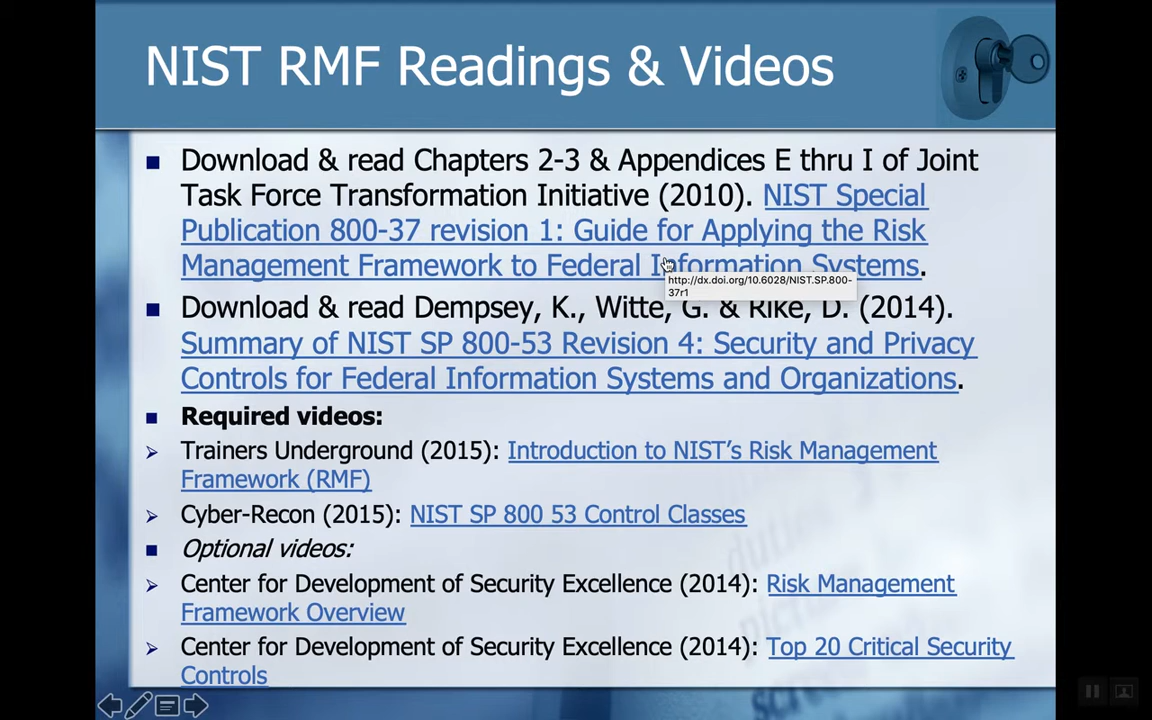 NIST RMF Readings & Videos
Download & read Chapters 2-3 & Appendices E thru I of Joint
Task Force Transformation Initiative (2010). NIST Special
Publication 800-37 revision 1: Guide for Applying the Risk
Management Framework to Federal Information Systems.
http://dx.doi.org/10.6028/NIST.SP.800-
37r1
Download & read Dempsey, K., Witte, G. & Rike, D. (2014).
Summary of NIST SP 800-53 Revision 4: Security and Privacy
Controls for Federal Information Systems and Organizations.
Required videos:
Trainers Underground (2015): Introduction to NIST’s Risk Management
Framework (RMF)
Cyber-Recon (2015): NIST SP 800 53 Control Classes
Optional videos:
Center for Development of Security Excellence (2014): Risk Management
Framework Overview
Center for Development of Security Excellence (2014): Top 20 Critical Security
Controls